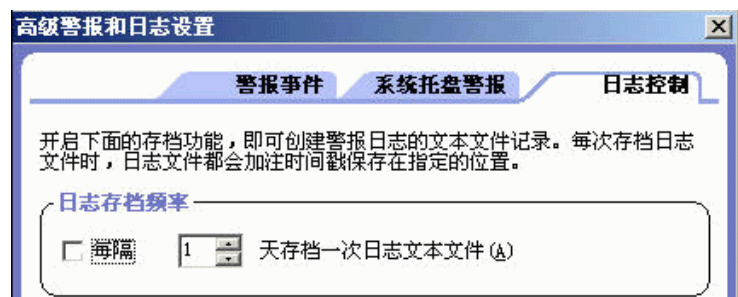 高级警报和日志设置
警报事件 系统托盘警报 日志控制
开启下面的存档功能，即可创建警报日志的文本文件记录。每次存档日志
文件时，日志文件都会加注时间戳保存在指定的位置。
日志存档频率
每隔 1 天存档一次日志文本文件(A)